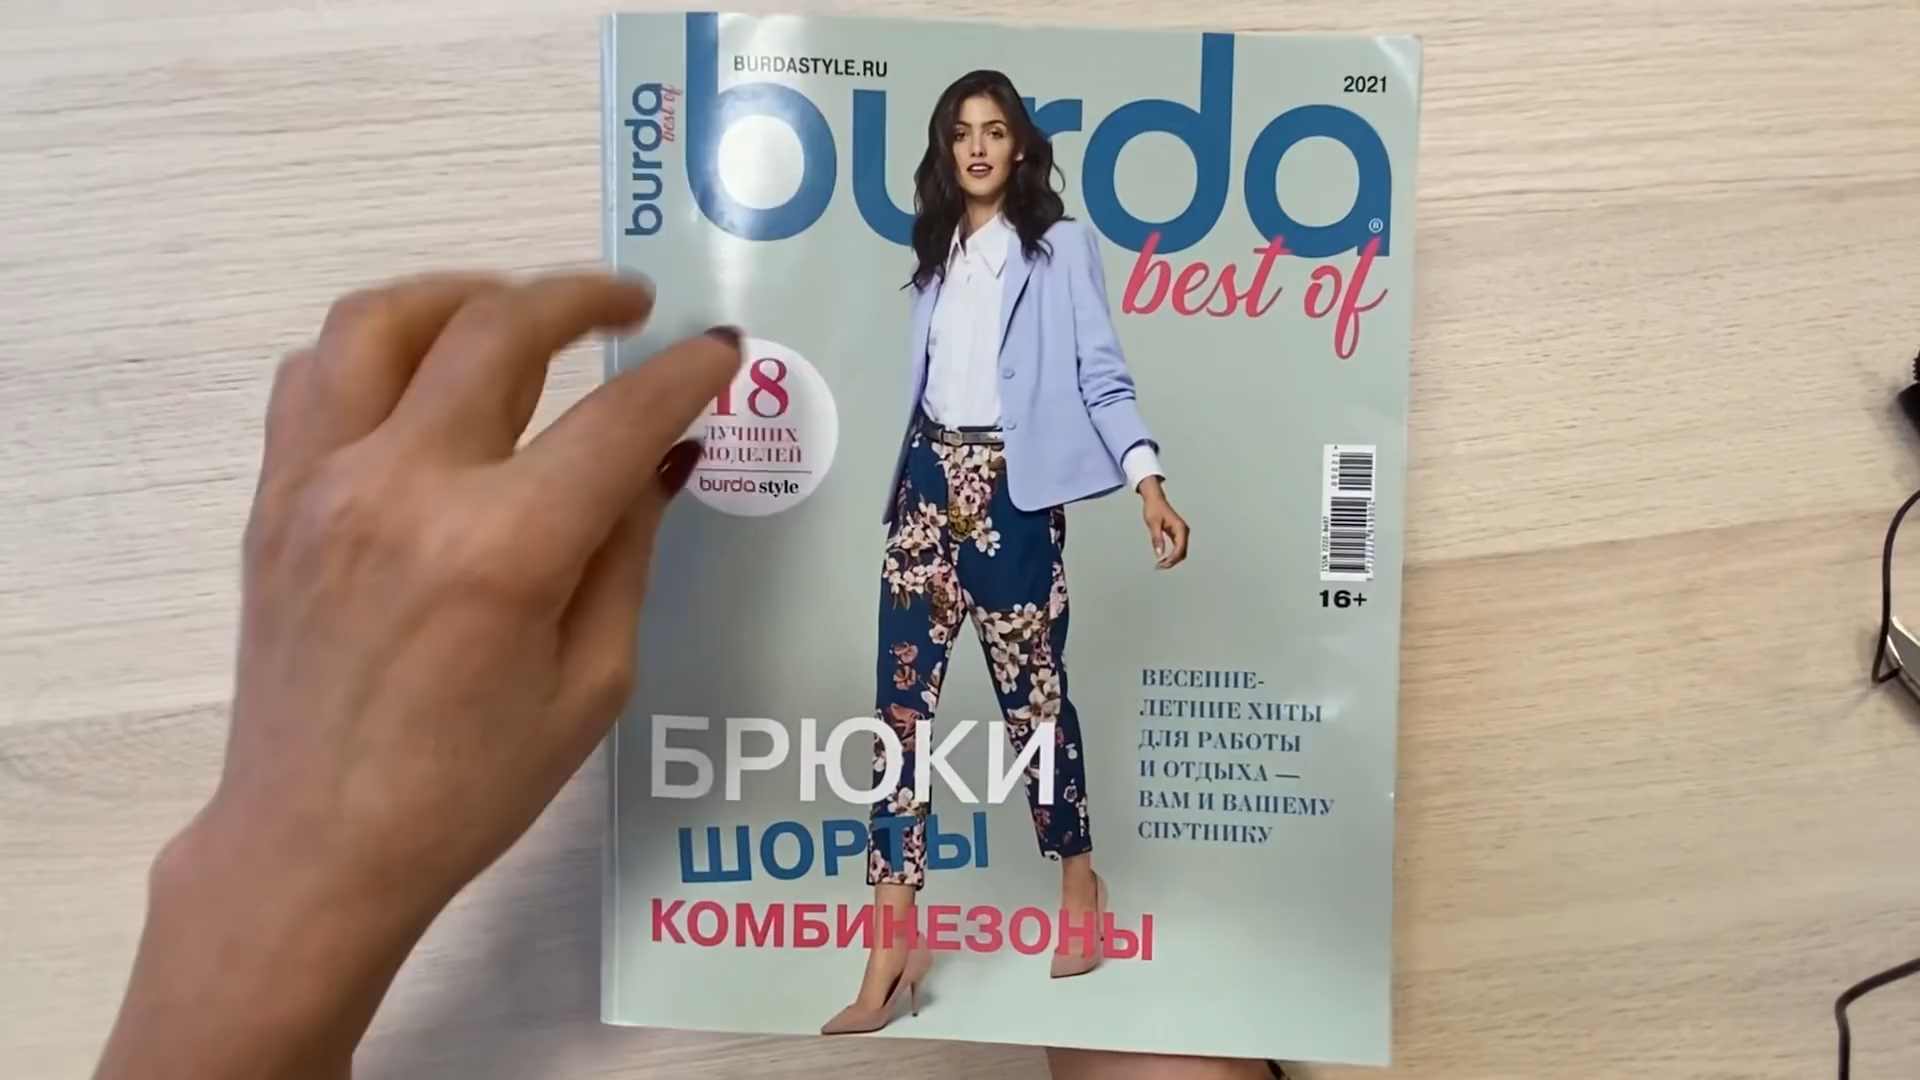 BURDASTYLE.RU
2021
burda
best of
burda
best of
18
ЛУЧШИХ
МОДЕЛЕЙ
burda style
16+
ВЕСЕННЕ-
ЛЕТНИЕ ХИТЫ
ДЛЯ РАБОТЫ
И ОТДЫХА —
ВАМ И ВАШЕМУ
СПУТНИКУ
БРЮКИ
ШОРТЫ
КОМБИНЕЗОНЫ